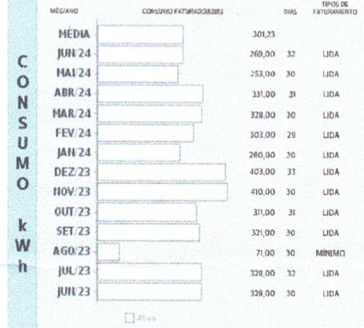 MÊS/ANO CONSUMO FATURADO DIAS TIPOS DE FATURAMENTO
CONSUMO kWh
MÉDIA 301,23
JUN/24 269,00 32 LIDA
MAI/24 253,00 30 LIDA
ABR/24 331,00 31 LIDA
MAR/24 328,00 30 LIDA
FEV/24 303,00 29 LIDA
JAN/24 260,00 30 LIDA
DEZ/23 403,00 33 LIDA
NOV/23 410,00 30 LIDA
OUT/23 311,00 31 LIDA
SET/23 321,00 30 LIDA
AGO/23 71,00 30 MÍNIMO
JUL/23 328,00 32 LIDA
JUN/23 328,00 30 LIDA
Ativo